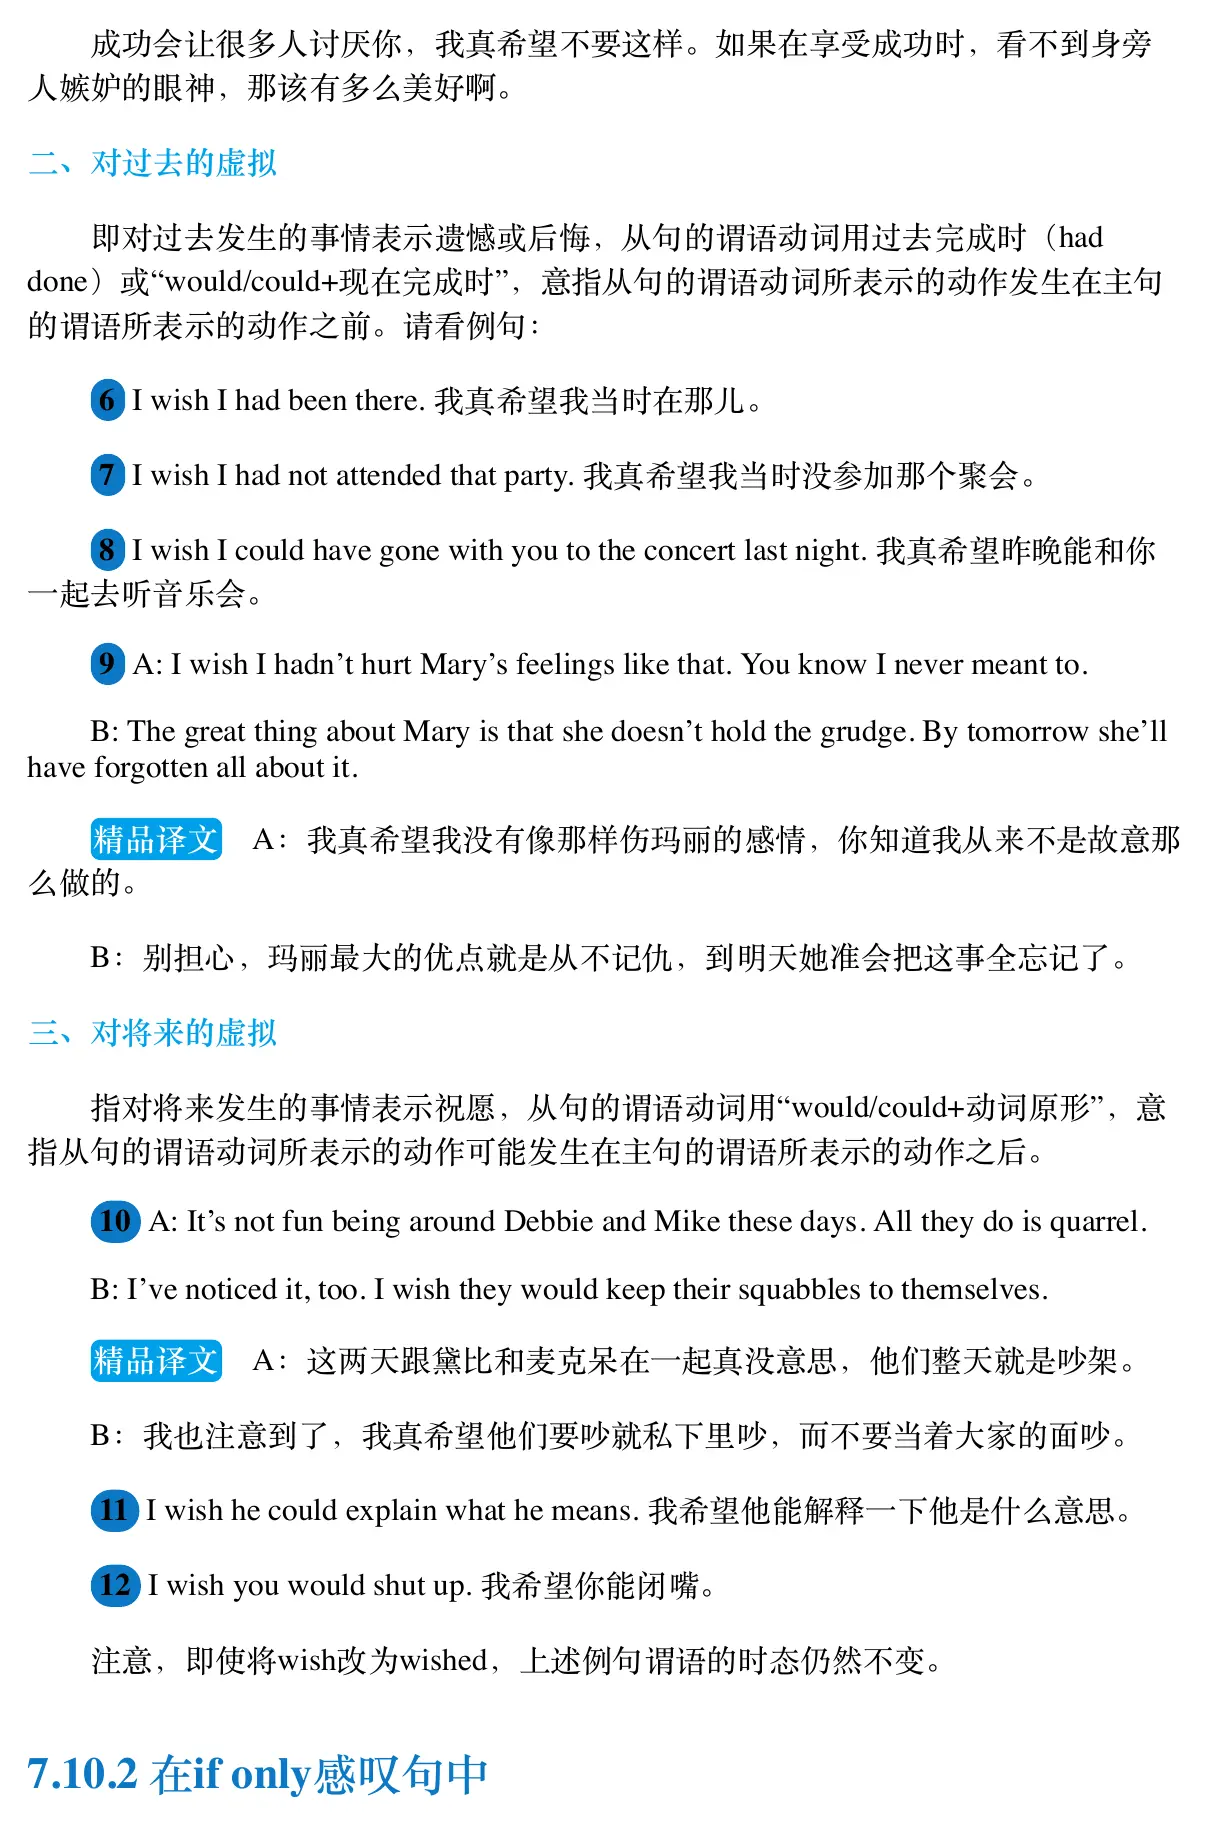 成功会让很多人讨厌你，我真希望不要这样。如果在享受成功时，看不到身旁
人嫉妒的眼神，那该有多么美好啊。
二、对过去的虚拟
即对过去发生的事情表示遗憾或后悔，从句的谓语动词用过去完成时（had
done）或“would/could+现在完成时”，意指从句的谓语动词所表示的动作发生在主句
的谓语所表示的动作之前。请看例句：
6 I wish I had been there. 我真希望我当时在那儿。
7 I wish I had not attended that party. 我真希望我当时没参加那个聚会。
8 I wish I could have gone with you to the concert last night. 我真希望昨晚能和你
一起去听音乐会。
9 A: I wish I hadn’t hurt Mary’s feelings like that. You know I never meant to.
B: The great thing about Mary is that she doesn’t hold the grudge. By tomorrow she’ll
have forgotten all about it.
精品译文 A：我真希望我没有像那样伤玛丽的感情，你知道我从来不是故意那
么做的。
B：别担心，玛丽最大的优点就是从不记仇，到明天她准会把这事全忘记了。
三、对将来的虚拟
指对将来发生的事情表示祝愿，从句的谓语动词用“would/could+动词原形”，意
指从句的谓语动词所表示的动作可能发生在主句的谓语所表示的动作之后。
10 A: It’s not fun being around Debbie and Mike these days. All they do is quarrel.
B: I’ve noticed it, too. I wish they would keep their squabbles to themselves.
精品译文 A：这两天跟黛比和麦克呆在一起真没意思，他们整天就是吵架。
B：我也注意到了，我真希望他们要吵就私下里吵，而不要当着大家的面吵。
11 I wish he could explain what he means. 我希望他能解释一下他是什么意思。
12 I wish you would shut up. 我希望你能闭嘴。
注意，即使将wish改为wished，上述例句谓语的时态仍然不变。
7.10.2 在if only感叹句中